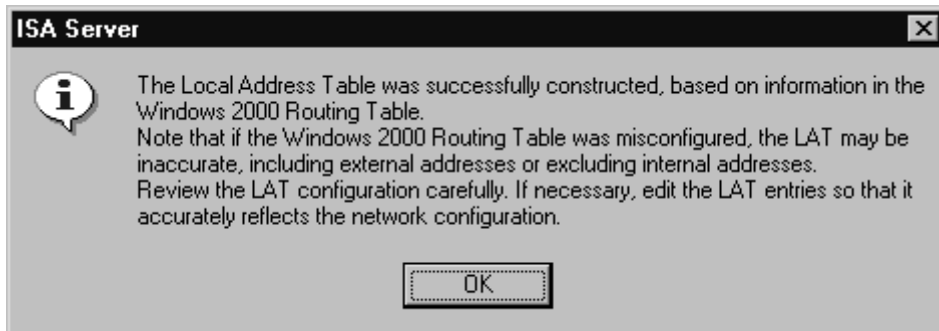 ISA Server
The Local Address Table was successfully constructed, based on information in the
Windows 2000 Routing Table.
Note that if the Windows 2000 Routing Table was misconfigured, the LAT may be
inaccurate, including external addresses or excluding internal addresses.
Review the LAT configuration carefully. If necessary, edit the LAT entries so that it
accurately reflects the network configuration.
OK